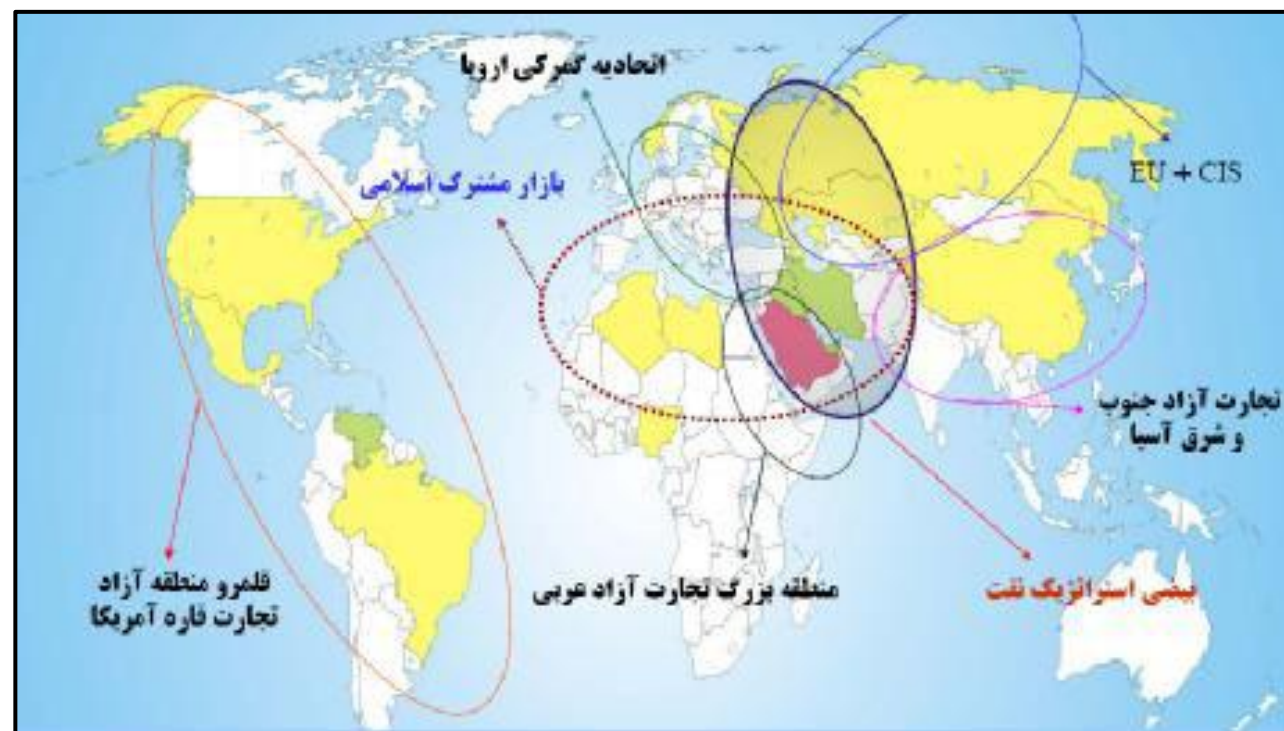 اتحادیه گمرکی اروپا
EU + CIS
بازار مشترک اسلامی
تجارت آزاد جنوب
و شرق آسیا
قلمرو منطقه آزاد
تجارت قاره آمریکا
منطقه بزرگ تجارت آزاد عربی
بیضی استراتژیک نفت